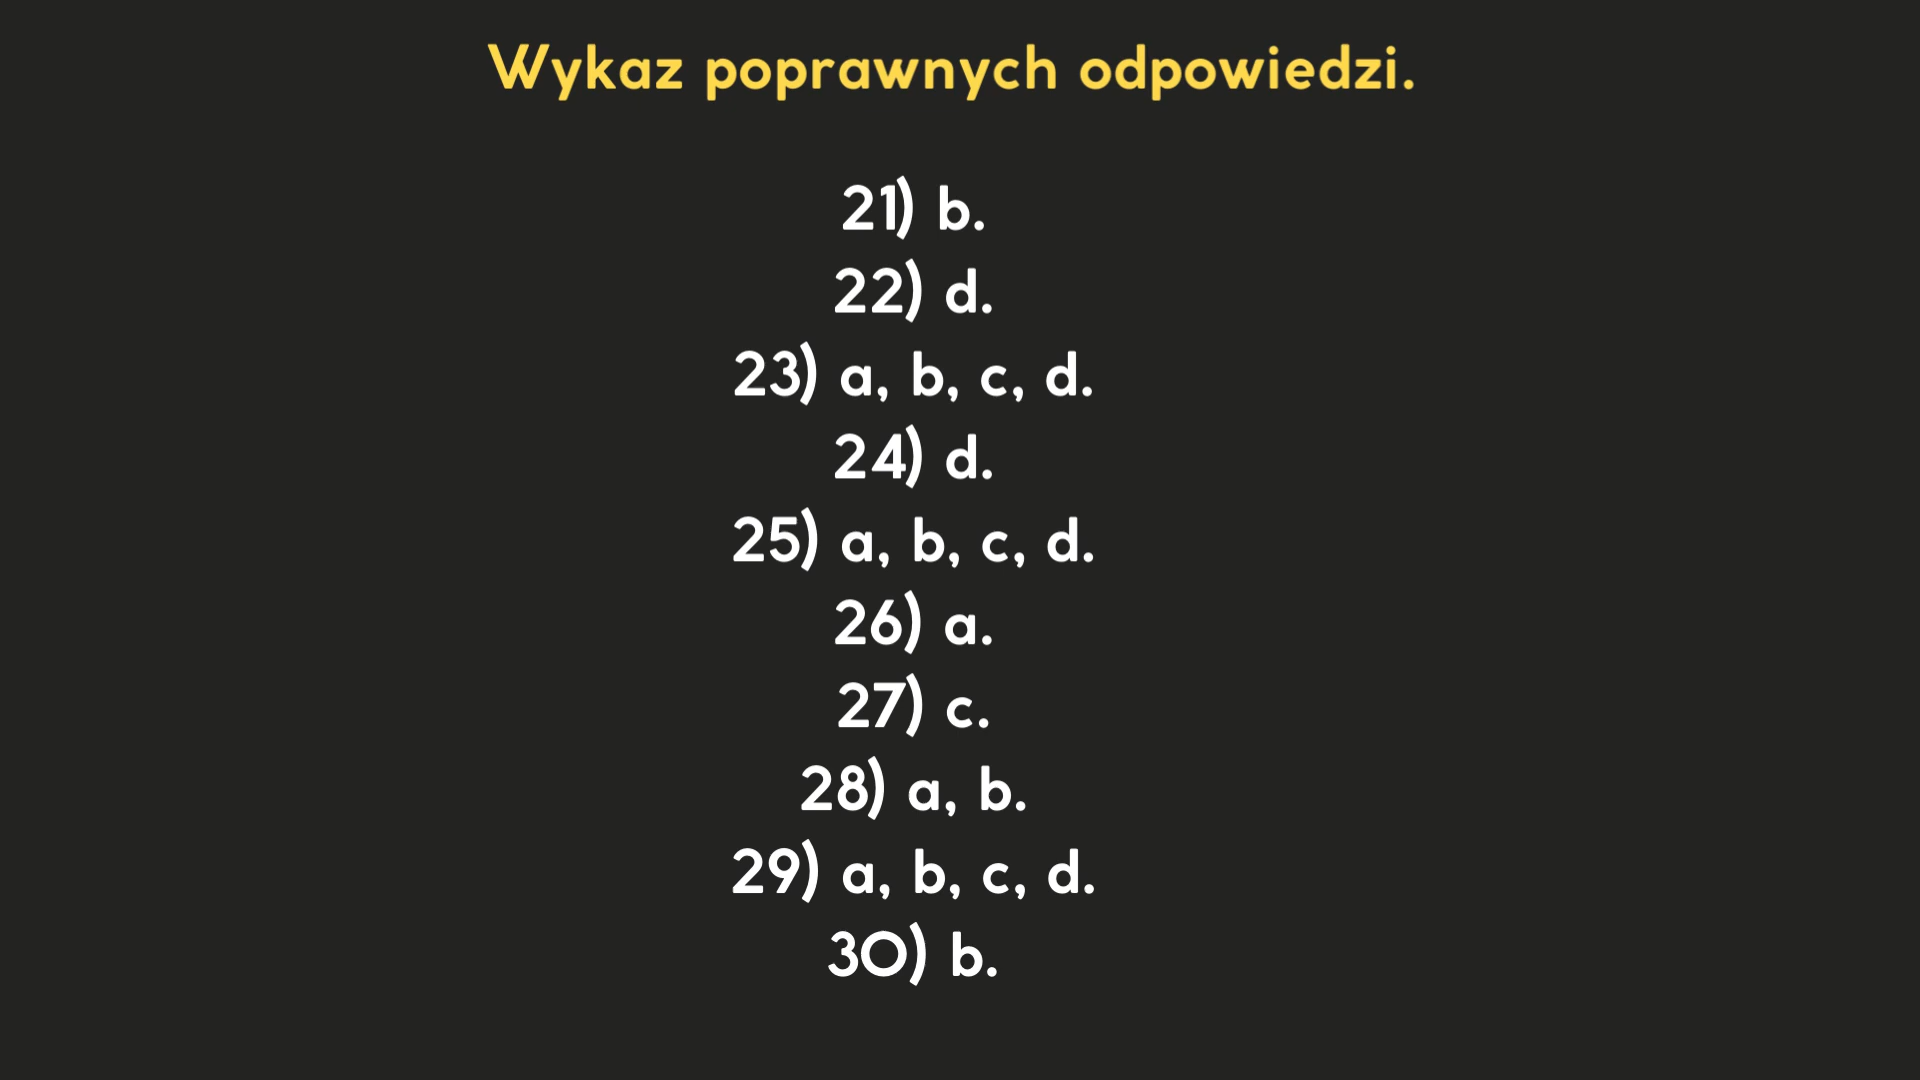 Wykaz poprawnych odpowiedzi.
21) b.
22) d.
23) a, b, c, d.
24) d.
25) a, b, c, d.
26) a.
27) c.
28) a, b.
29) a, b, c, d.
30) b.